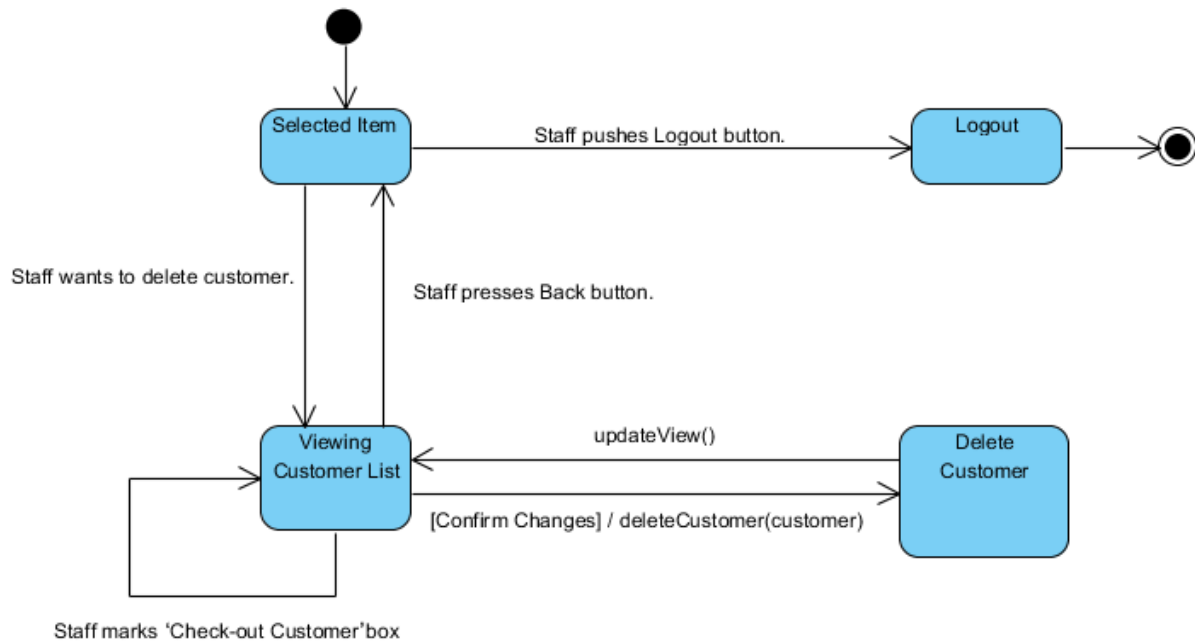 Selected Item
Staff pushes Logout button.
Logout
Staff wants to delete customer.
Staff presses Back button.
Viewing
Customer List
updateView()
Delete
Customer
[Confirm Changes] / deleteCustomer(customer)
Staff marks ‘Check-out Customer’box